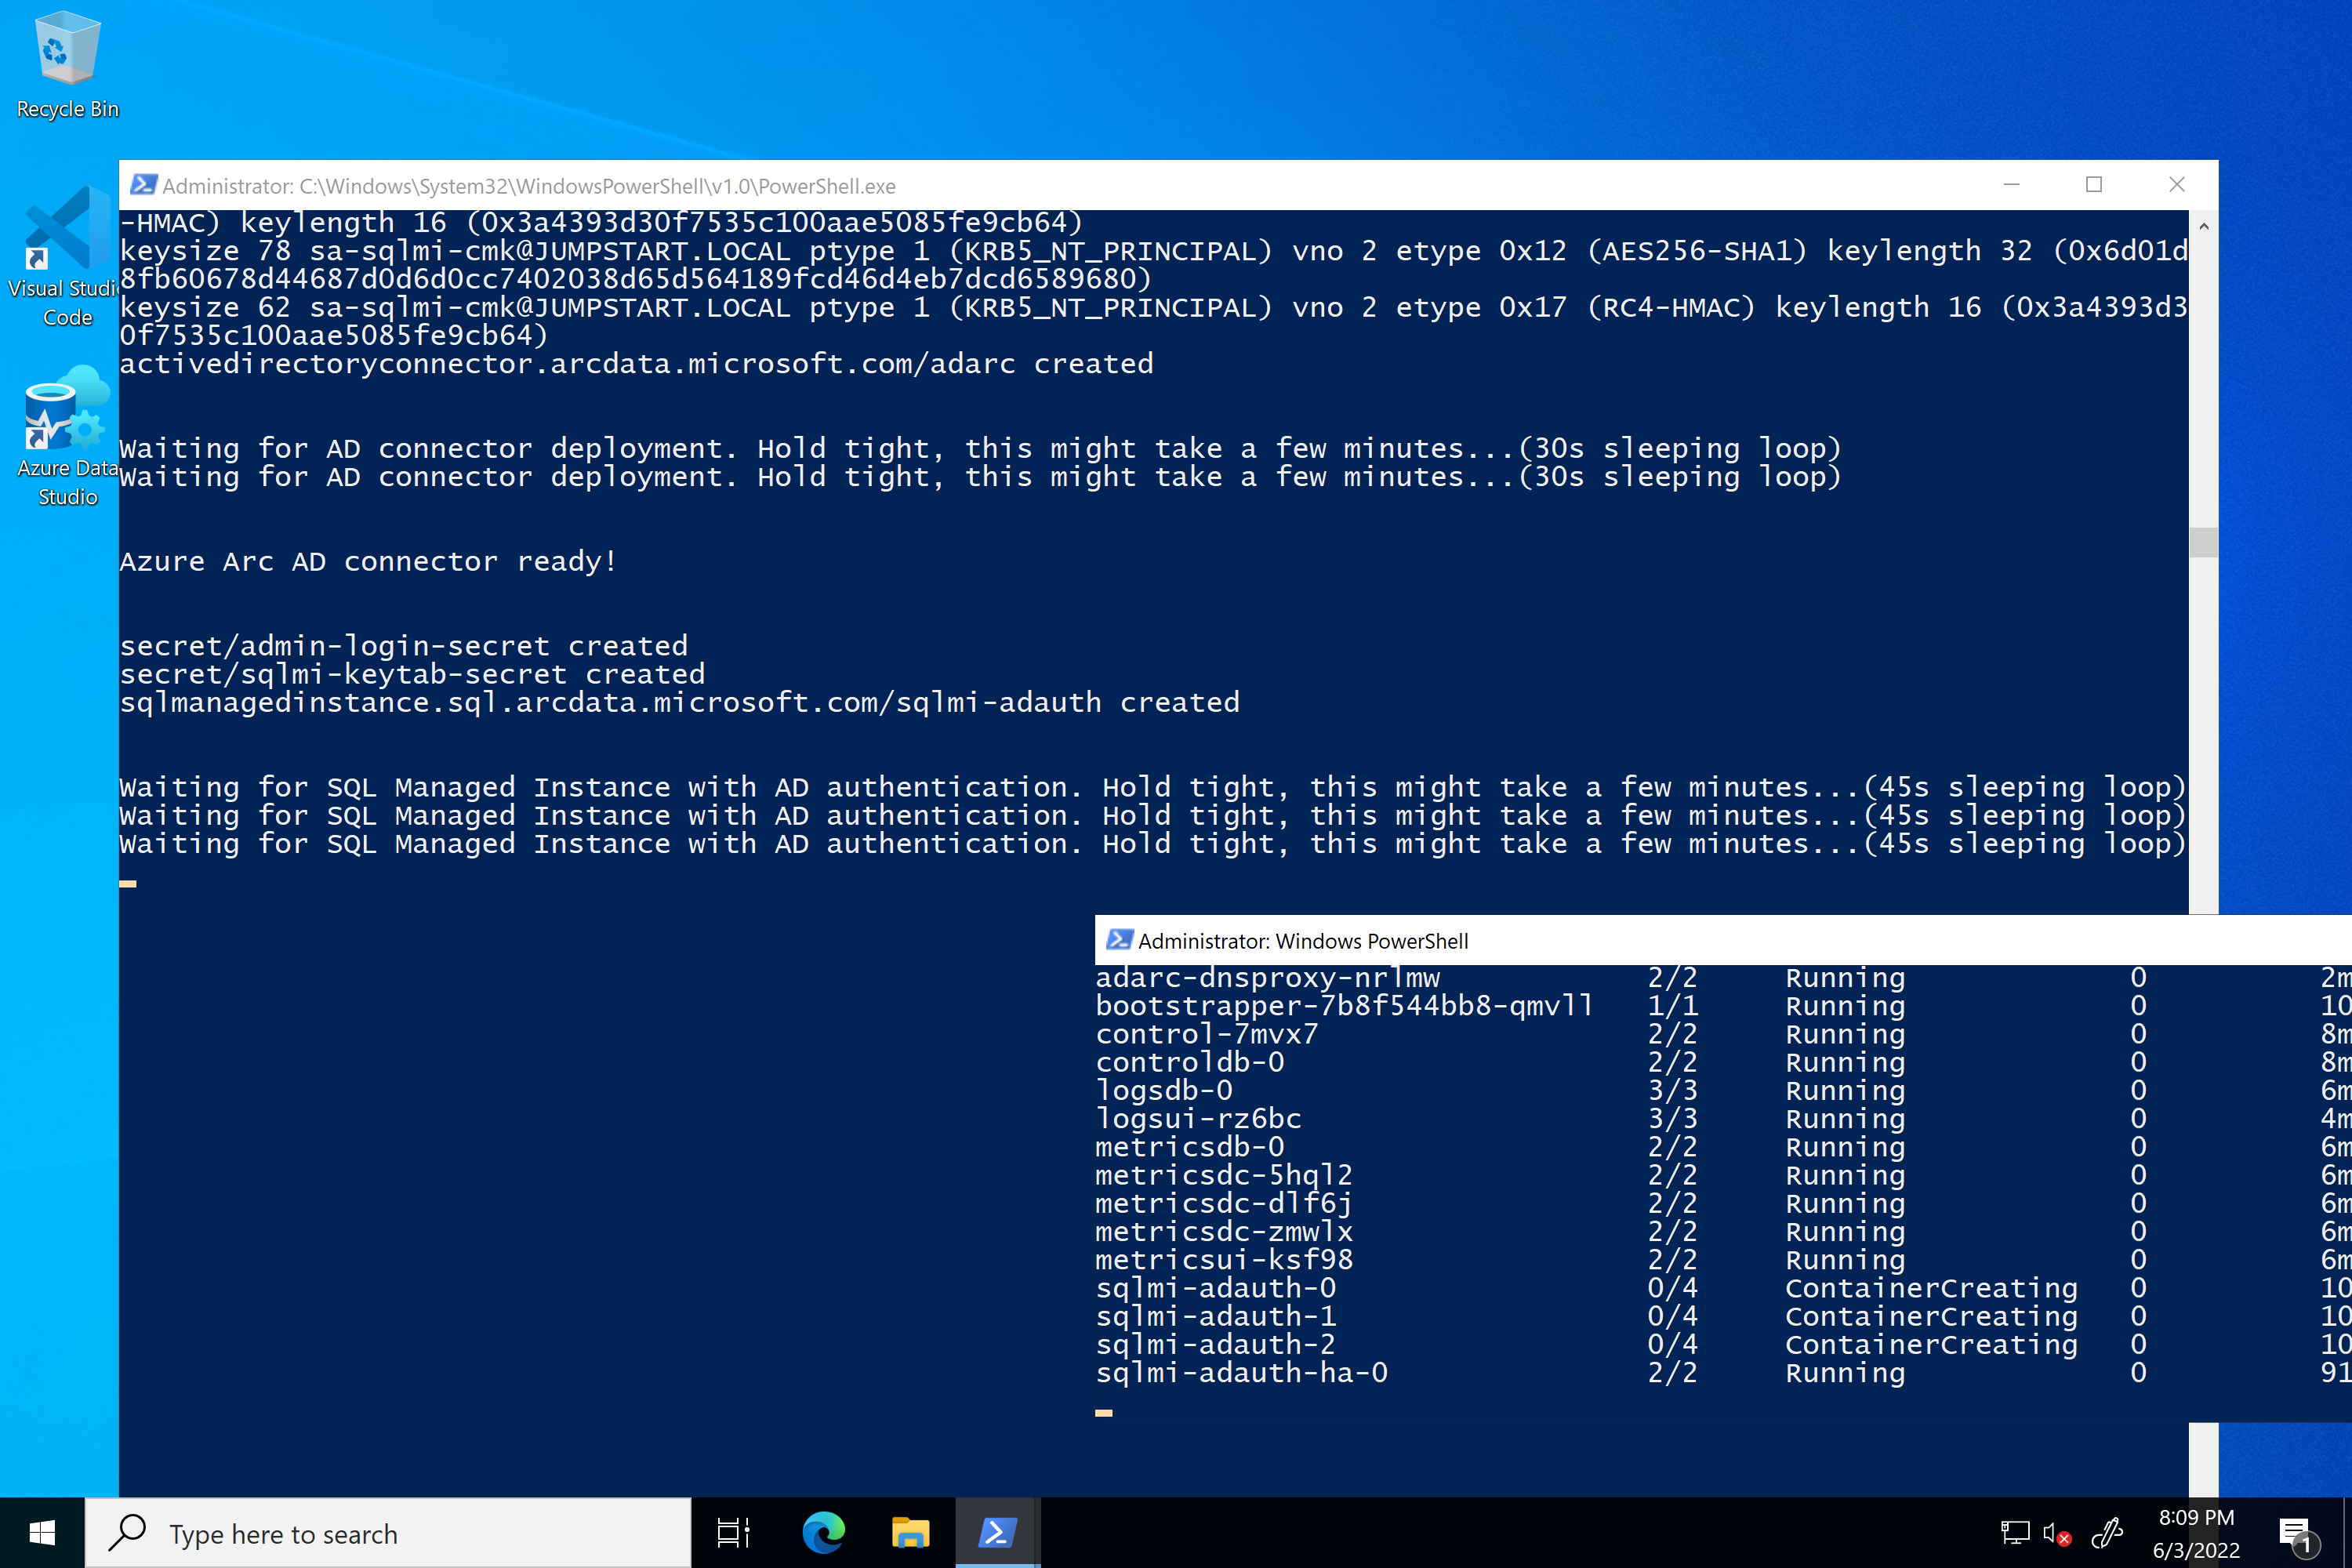 Recycle Bin
Visual Studi
Code
Azure Data
Studio
Administrator: C:\Windows\System32\WindowsPowerShell\v1.0\PowerShell.exe
-HMAC) keylength 16 (0x3a4393d30f7535c100aae5085fe9cb64)
keysize 78 sa-sqlmi-cmk@JUMPSTART.LOCAL ptype 1 (KRB5_NT_PRINCIPAL) vno 2 etype 0x12 (AES256-SHA1) keylength 32 (0x6d01d
8fb60678d44687d0d6d0cc7402038d65d564189fcd46d4eb7dcd6589680)
keysize 62 sa-sqlmi-cmk@JUMPSTART.LOCAL ptype 1 (KRB5_NT_PRINCIPAL) vno 2 etype 0x17 (RC4-HMAC) keylength 16 (0x3a4393d3
0f7535c100aae5085fe9cb64)
activedirectoryconnector.arcdata.microsoft.com/adarc created
Waiting for AD connector deployment. Hold tight, this might take a few minutes...(30s sleeping loop)
Waiting for AD connector deployment. Hold tight, this might take a few minutes...(30s sleeping loop)
Azure Arc AD connector ready!
secret/admin-login-secret created
secret/sqlmi-keytab-secret created
sqlmanagedinstance.sql.arcdata.microsoft.com/sqlmi-adauth created
Waiting for SQL Managed Instance with AD authentication. Hold tight, this might take a few minutes...(45s sleeping loop)
Waiting for SQL Managed Instance with AD authentication. Hold tight, this might take a few minutes...(45s sleeping loop)
Waiting for SQL Managed Instance with AD authentication. Hold tight, this might take a few minutes...(45s sleeping loop)
Administrator: Windows PowerShell
adarc-dnsproxy-nrlmw 2/2 Running 0 2m
bootstrapper-7b8f544bb8-qmvll 1/1 Running 0 10
control-7mvx7 2/2 Running 0 8m
controldb-0 2/2 Running 0 8m
logsdb-0 3/3 Running 0 6m
logsui-rz6bc 3/3 Running 0 4m
metricsdb-0 2/2 Running 0 6m
metricsdc-5hql2 2/2 Running 0 6m
metricsdc-dlf6j 2/2 Running 0 6m
metricsdc-zmwlx 2/2 Running 0 6m
metricsui-ksf98 2/2 Running 0 6m
sqlmi-adauth-0 0/4 ContainerCreating 0 10
sqlmi-adauth-1 0/4 ContainerCreating 0 10
sqlmi-adauth-2 0/4 ContainerCreating 0 10
sqlmi-adauth-ha-0 2/2 Running 0 91
Type here to search
8:09 PM
6/3/2022
1